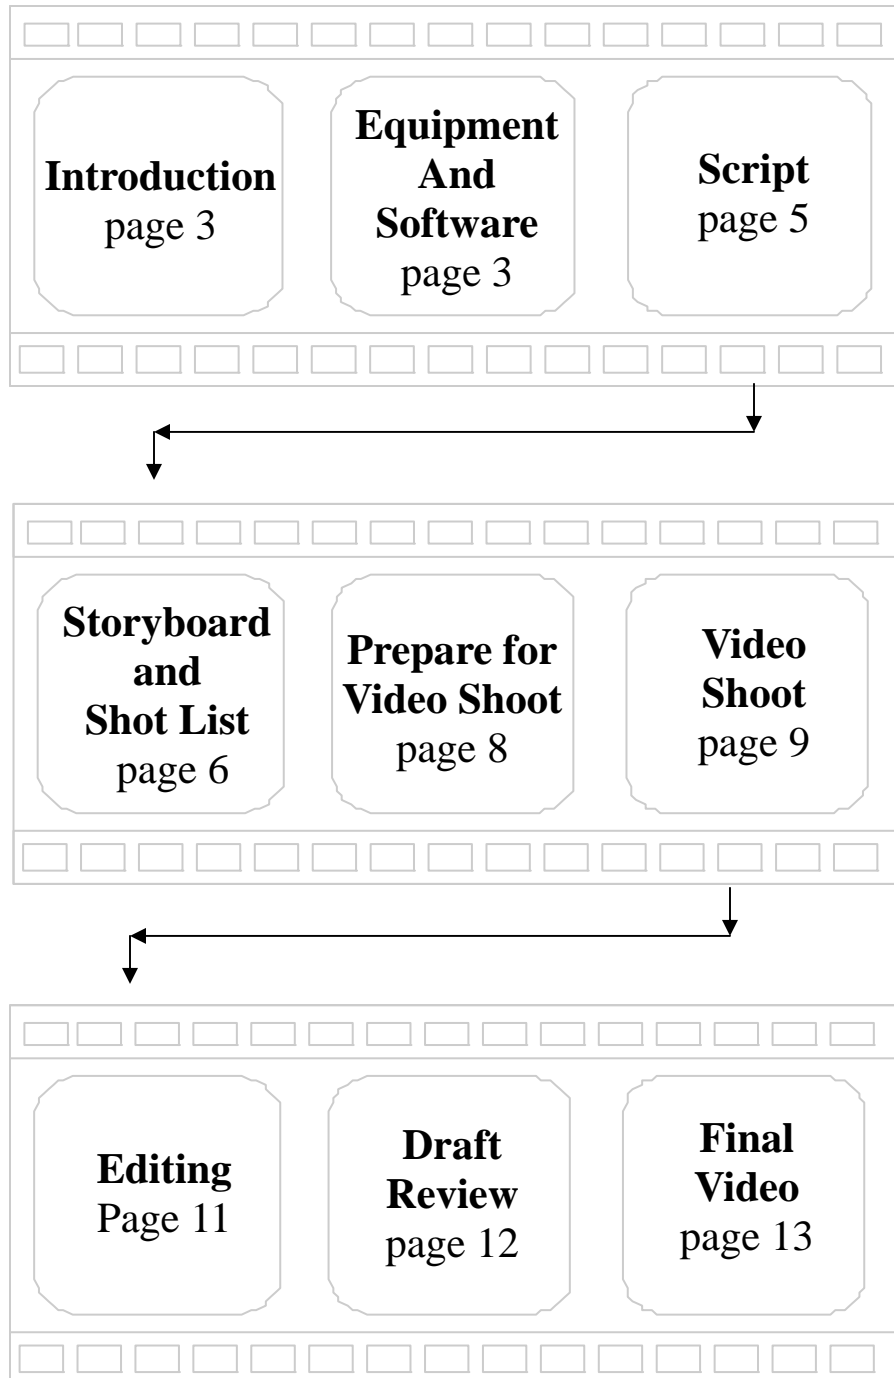 Introduction
page 3
Equipment
And
Software
page 3
Script
page 5
Storyboard
and
Shot List
page 6
Prepare for
Video Shoot
page 8
Video
Shoot
page 9
Editing
Page 11
Draft
Review
page 12
Final
Video
page 13